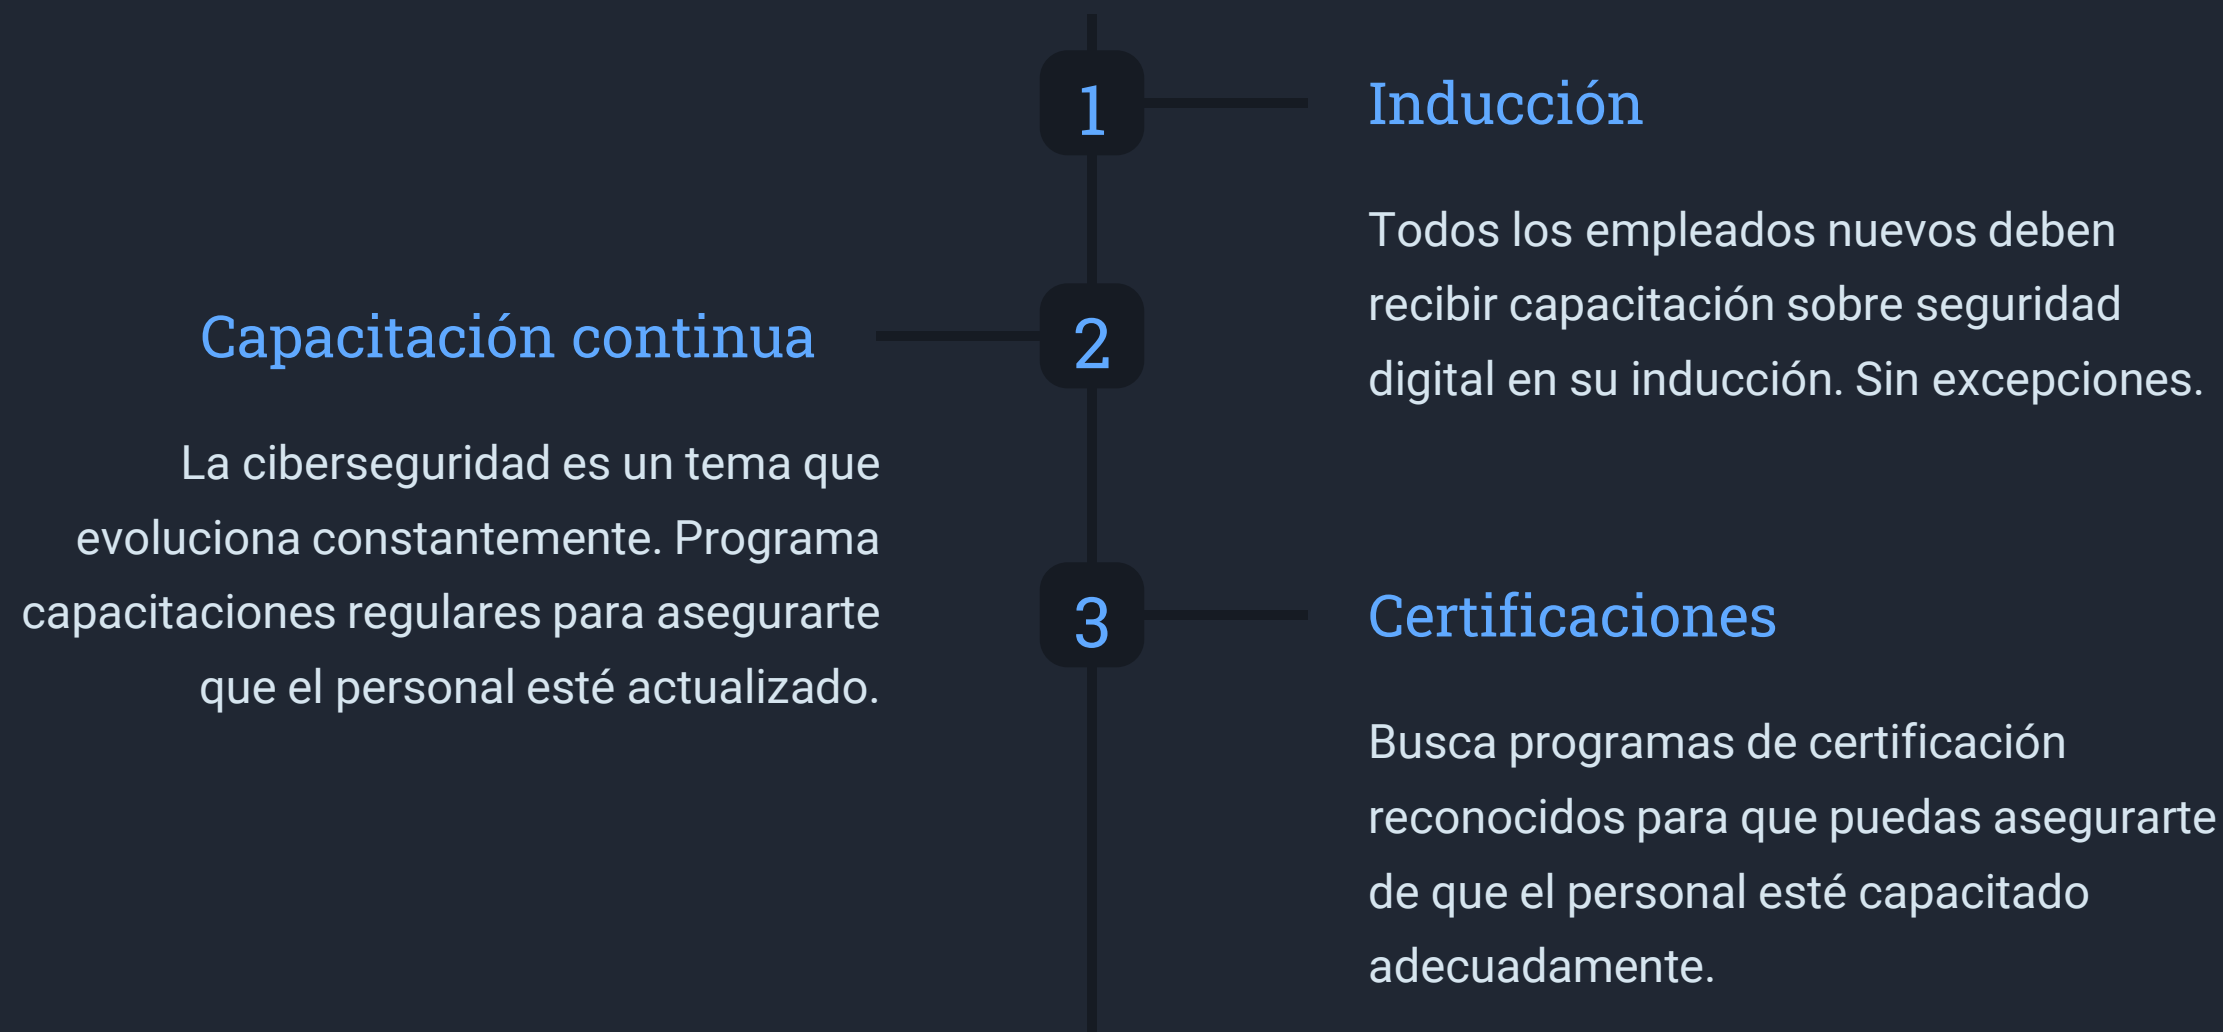 1
Inducción
Todos los empleados nuevos deben
recibir capacitación sobre seguridad
digital en su inducción. Sin excepciones.
2
Capacitación continua
La ciberseguridad es un tema que
evoluciona constantemente. Programa
capacitaciones regulares para asegurarte
que el personal esté actualizado.
3
Certificaciones
Busca programas de certificación
reconocidos para que puedas asegurarte
de que el personal esté capacitado
adecuadamente.